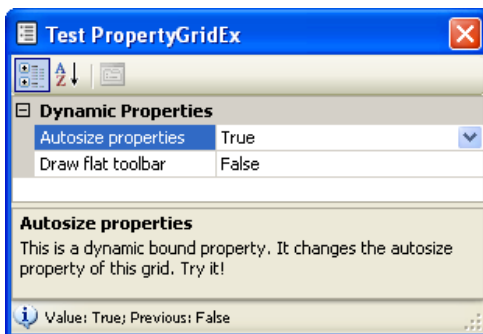 Test PropertyGridEx
Dynamic Properties
Autosize properties True
Draw flat toolbar False
Autosize properties
This is a dynamic bound property. It changes the autosize
property of this grid. Try it!
Value: True; Previous: False